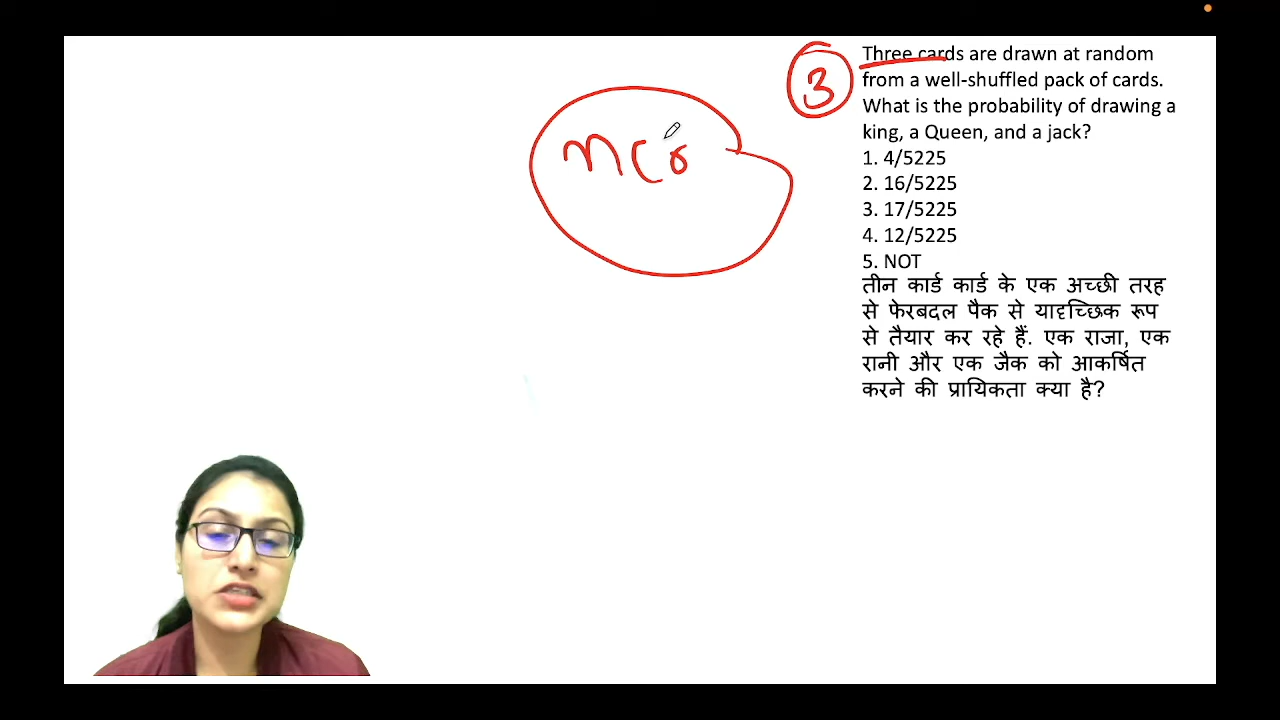 nCr
3
Three cards are drawn at random
from a well-shuffled pack of cards.
What is the probability of drawing a
king, a Queen, and a jack?
1. 4/5225
2. 16/5225
3. 17/5225
4. 12/5225
5. NOT
तीन कार्ड कार्ड के एक अच्छी तरह
से फेरबदल पैक से यादृच्छिक रूप
से तैयार कर रहे हैं. एक राजा, एक
रानी और एक जैक को आकर्षित
करने की प्रायिकता क्या है?